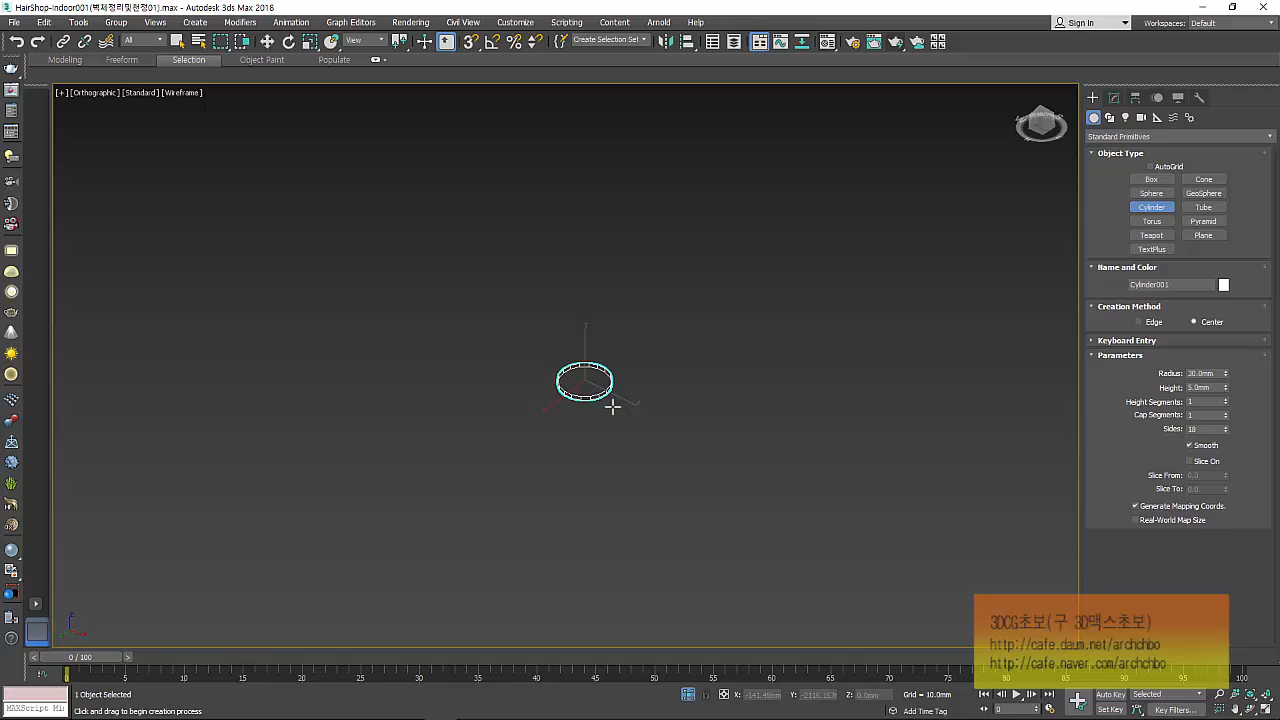 HairShop-Indoor001(벽체정리및천정01).max - Autodesk 3ds Max 2018
File Edit Tools Group Views Create Modifiers Animation Graph Editors Rendering Civil View Customize Scripting Content Arnold Help
Sign In
Workspaces: Default
All
View
Create Selection Set
Modeling Freeform Selection Object Paint Populate
[+] [Orthographic] [Standard] [Wireframe]
Standard Primitives
Object Type
AutoGrid
Box Cone
Sphere GeoSphere
Cylinder Tube
Torus Pyramid
Teapot Plane
TextPlus
Name and Color
Cylinder001
Creation Method
Edge Center
Keyboard Entry
Parameters
Radius: 30.0mm
Height: 5.0mm
Height Segments: 1
Cap Segments: 1
Sides: 18
Smooth
Slice On
Slice From: 0.0
Slice To: 0.0
Generate Mapping Coords.
Real-World Map Size
3DCG초보(구 3D맥스초보)
http://cafe.daum.net/archchbo
http://cafe.naver.com/archchbo
0 / 100
0 5 10 15 20 25 30 35 40 45 50 55 60 65 70 75 80 85 90 95 100
1 Object Selected
X: -141.45mm Y: -2116.157m Z: 0.0mm Grid = 10.0mm
Auto Key Selected
MAXScript Mi
Click and drag to begin creation process
Add Time Tag
0
Set Key Key Filters...